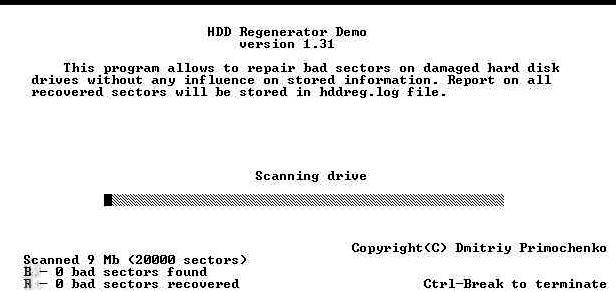 HDD Regenerator Demo
version 1.31
This program allows to repair bad sectors on damaged hard disk
drives without any influence on stored information. Report on all
recovered sectors will be stored in hddreg.log file.
Scanning drive
Copyright(C) Dmitriy Primochenko
Scanned 9 Mb (20000 sectors)
B - 0 bad sectors found
R - 0 bad sectors recovered
Ctrl-Break to terminate